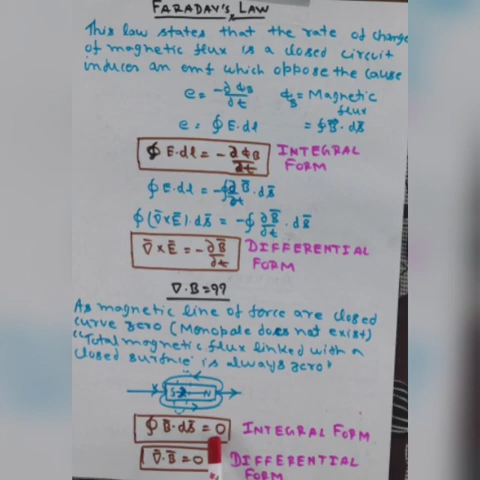 FARADAY'S LAW
This law states that the rate of change
of magnetic flux is a closed circuit
induces an emf which oppose the cause
e = -∂ϕB/∂t ϕB = Magnetic flux
e = ∮ E.dl = ∮ B̄. ds̄
∮ E.dl = -∂ϕB/∂t INTEGRAL FORM
∮ E.dl = -∮ ∂B̄/∂t . ds̄
∮ (∇̄ x Ē). ds̄ = -∮ ∂B̄/∂t . ds̄
∇̄ x Ē = -∂B̄/∂t DIFFERENTIAL FORM
∇.B = ??
As magnetic line of force are closed
curve zero (Monopole does not exist)
"Total magnetic flux linked with a
closed surface is always zero"
S N
∮ B̄. ds̄ = 0 INTEGRAL FORM
∇̄. B̄ = 0 DIFFERENTIAL FORM